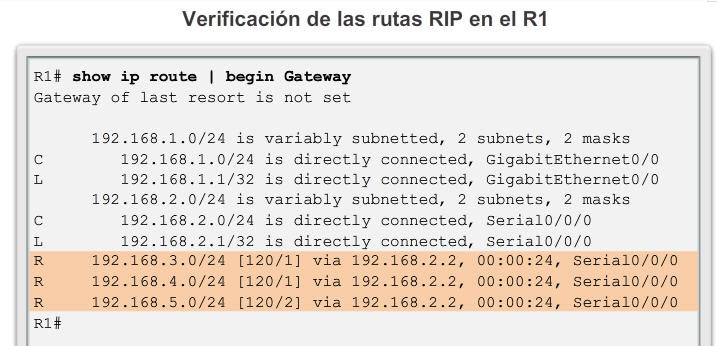 Verificación de las rutas RIP en el R1
R1# show ip route | begin Gateway
Gateway of last resort is not set
192.168.1.0/24 is variably subnetted, 2 subnets, 2 masks
C 192.168.1.0/24 is directly connected, GigabitEthernet0/0
L 192.168.1.1/32 is directly connected, GigabitEthernet0/0
192.168.2.0/24 is variably subnetted, 2 subnets, 2 masks
C 192.168.2.0/24 is directly connected, Serial0/0/0
L 192.168.2.1/32 is directly connected, Serial0/0/0
R 192.168.3.0/24 [120/1] via 192.168.2.2, 00:00:24, Serial0/0/0
R 192.168.4.0/24 [120/1] via 192.168.2.2, 00:00:24, Serial0/0/0
R 192.168.5.0/24 [120/2] via 192.168.2.2, 00:00:24, Serial0/0/0
R1#